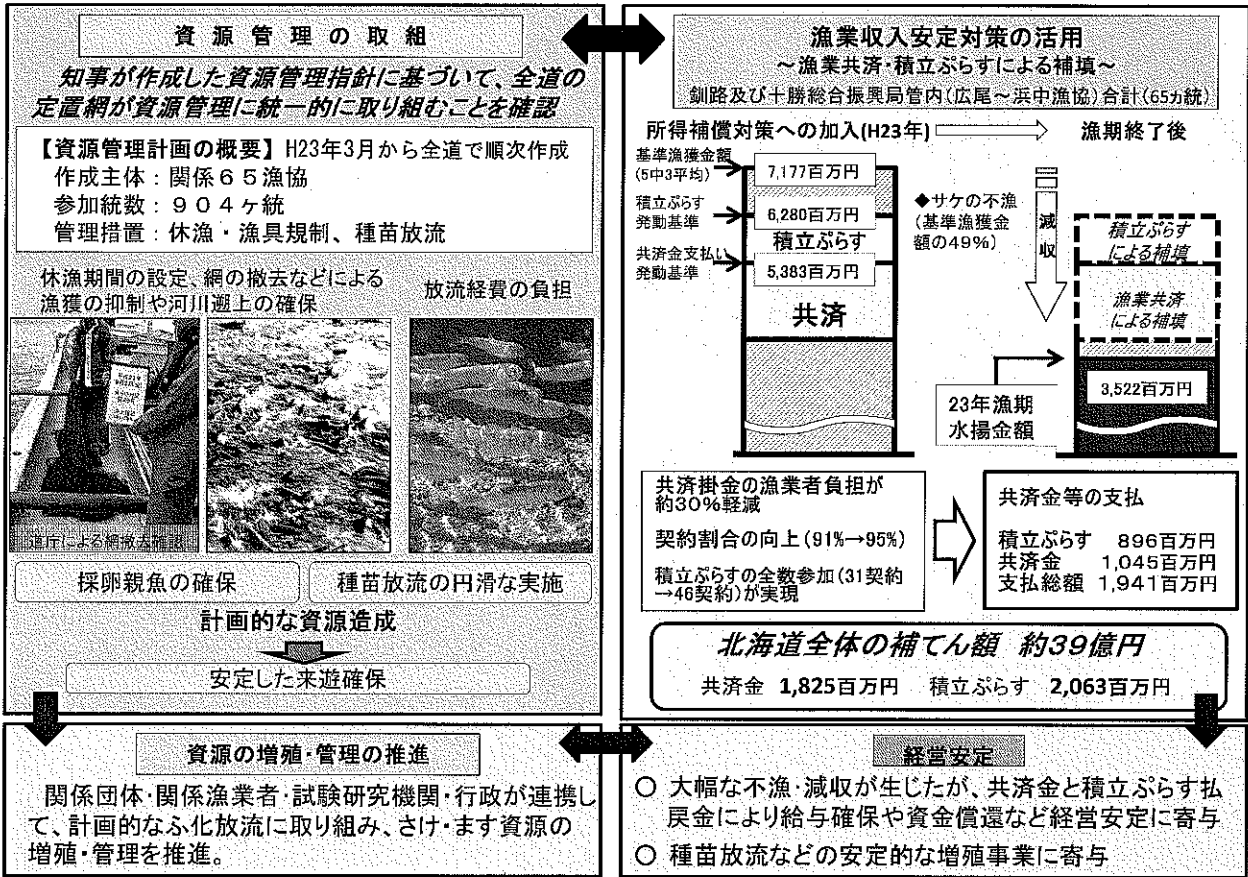 資源管理の取組
知事が作成した資源管理指針に基づいて、全道の
定置網が資源管理に統一的に取り組むことを確認
【資源管理計画の概要】H23年3月から全道で順次作成
作成主体：関係65漁協
参加統数：904ヶ統
管理措置：休漁・漁具規制、種苗放流
休漁期間の設定、網の撤去などによる
漁獲の抑制や河川遡上の確保
放流経費の負担
道庁による網撤去確認
採卵親魚の確保
種苗放流の円滑な実施
計画的な資源造成
安定した来遊確保
漁業収入安定対策の活用
～漁業共済・積立ぷらすによる補填～
釧路及び十勝総合振興局管内(広尾～浜中漁協)合計(65ヵ統)
所得補償対策への加入(H23年)
漁期終了後
基準漁獲金額
(5中3平均)
7,177百万円
積立ぷらす
発動基準
6,280百万円
積立ぷらす
共済金支払い
発動基準
5,383百万円
共済
◆サケの不漁
(基準漁獲金
額の49%)
減収
積立ぷらす
による補填
漁業共済
による補填
3,522百万円
23年漁期
水揚金額
共済掛金の漁業者負担が
約30%軽減
契約割合の向上(91%→95%)
積立ぷらすの全数参加(31契約
→46契約)が実現
共済金等の支払
積立ぷらす 896百万円
共済金 1,045百万円
支払総額 1,941百万円
北海道全体の補てん額 約39億円
共済金 1,825百万円 積立ぷらす 2,063百万円
資源の増殖・管理の推進
関係団体・関係漁業者・試験研究機関・行政が連携し
て、計画的なふ化放流に取り組み、さけ・ます資源の
増殖・管理を推進。
経営安定
○ 大幅な不漁・減収が生じたが、共済金と積立ぷらす払
戻金により給与確保や資金償還など経営安定に寄与
○ 種苗放流などの安定的な増殖事業に寄与